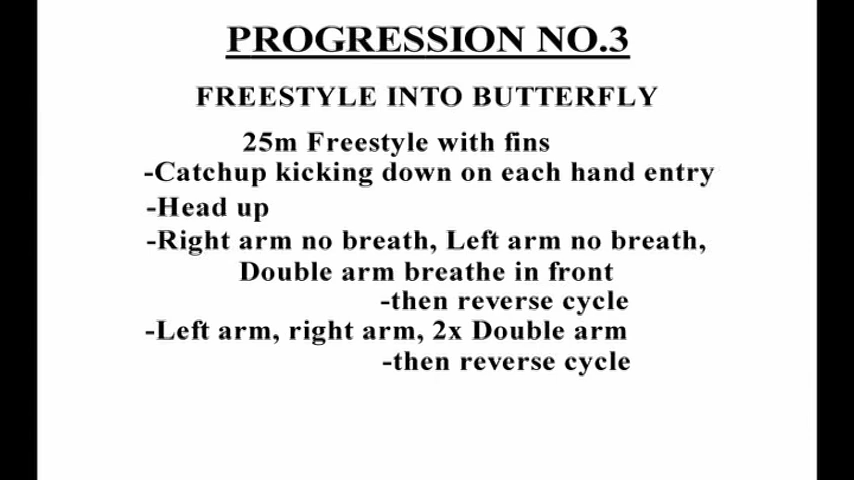 PROGRESSION NO.3
FREESTYLE INTO BUTTERFLY
25m Freestyle with fins
-Catchup kicking down on each hand entry
-Head up
-Right arm no breath, Left arm no breath,
Double arm breathe in front
-then reverse cycle
-Left arm, right arm, 2x Double arm
-then reverse cycle